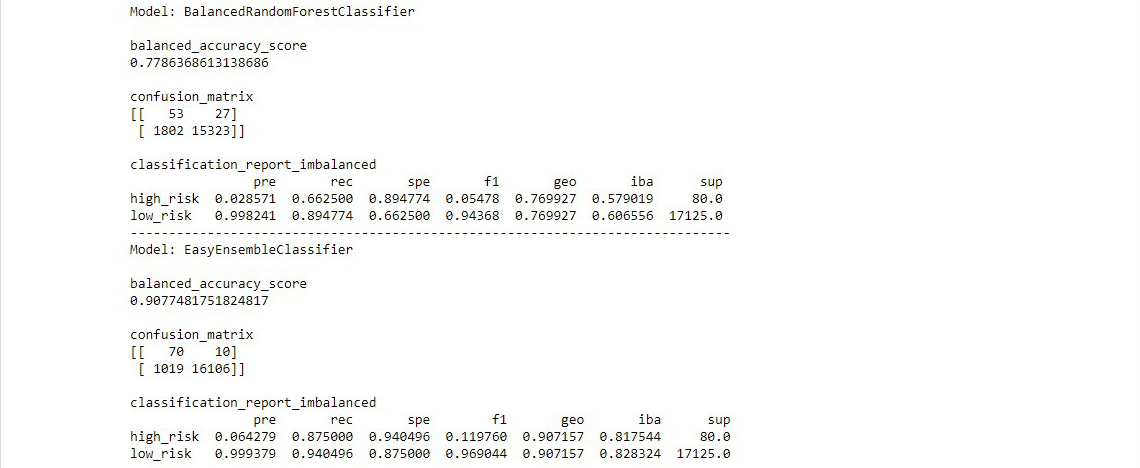 Model: BalancedRandomForestClassifier
balanced_accuracy_score
0.7786368613138686
confusion_matrix
[[   53    27]
 [ 1802 15323]]
classification_report_imbalanced
                pre       rec       spe       f1       geo       iba       sup
high_risk  0.028571  0.662500  0.894774  0.05478  0.769927  0.579019      80.0
low_risk   0.998241  0.894774  0.662500  0.94368  0.769927  0.606556  17125.0
------------------------------------------------------------------------------
Model: EasyEnsembleClassifier
balanced_accuracy_score
0.9077481751824817
confusion_matrix
[[   70    10]
 [ 1019 16106]]
classification_report_imbalanced
                pre       rec       spe        f1       geo       iba       sup
high_risk  0.064279  0.875000  0.940496  0.119760  0.907157  0.817544      80.0
low_risk   0.999379  0.940496  0.875000  0.969044  0.907157  0.828324  17125.0